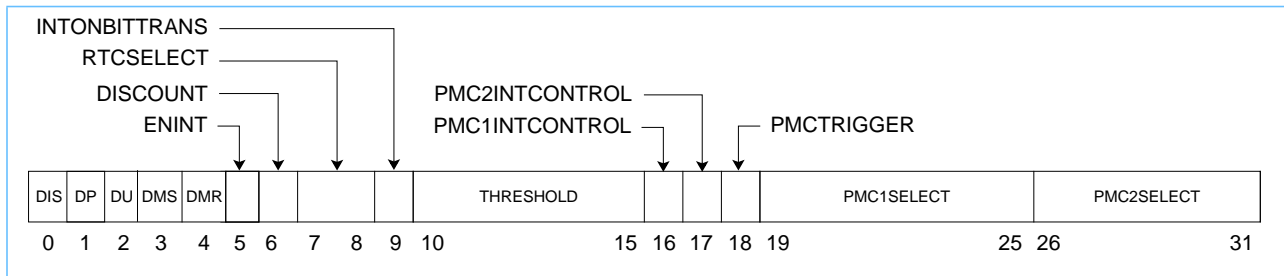 INTONBITTRANS
RTCSELECT
DISCOUNT PMC2INTCONTROL
ENINT PMC1INTCONTROL PMCTRIGGER
DIS DP DU DMS DMR THRESHOLD PMC1SELECT PMC2SELECT
0 1 2 3 4 5 6 7 8 9 10 15 16 17 18 19 25 26 31